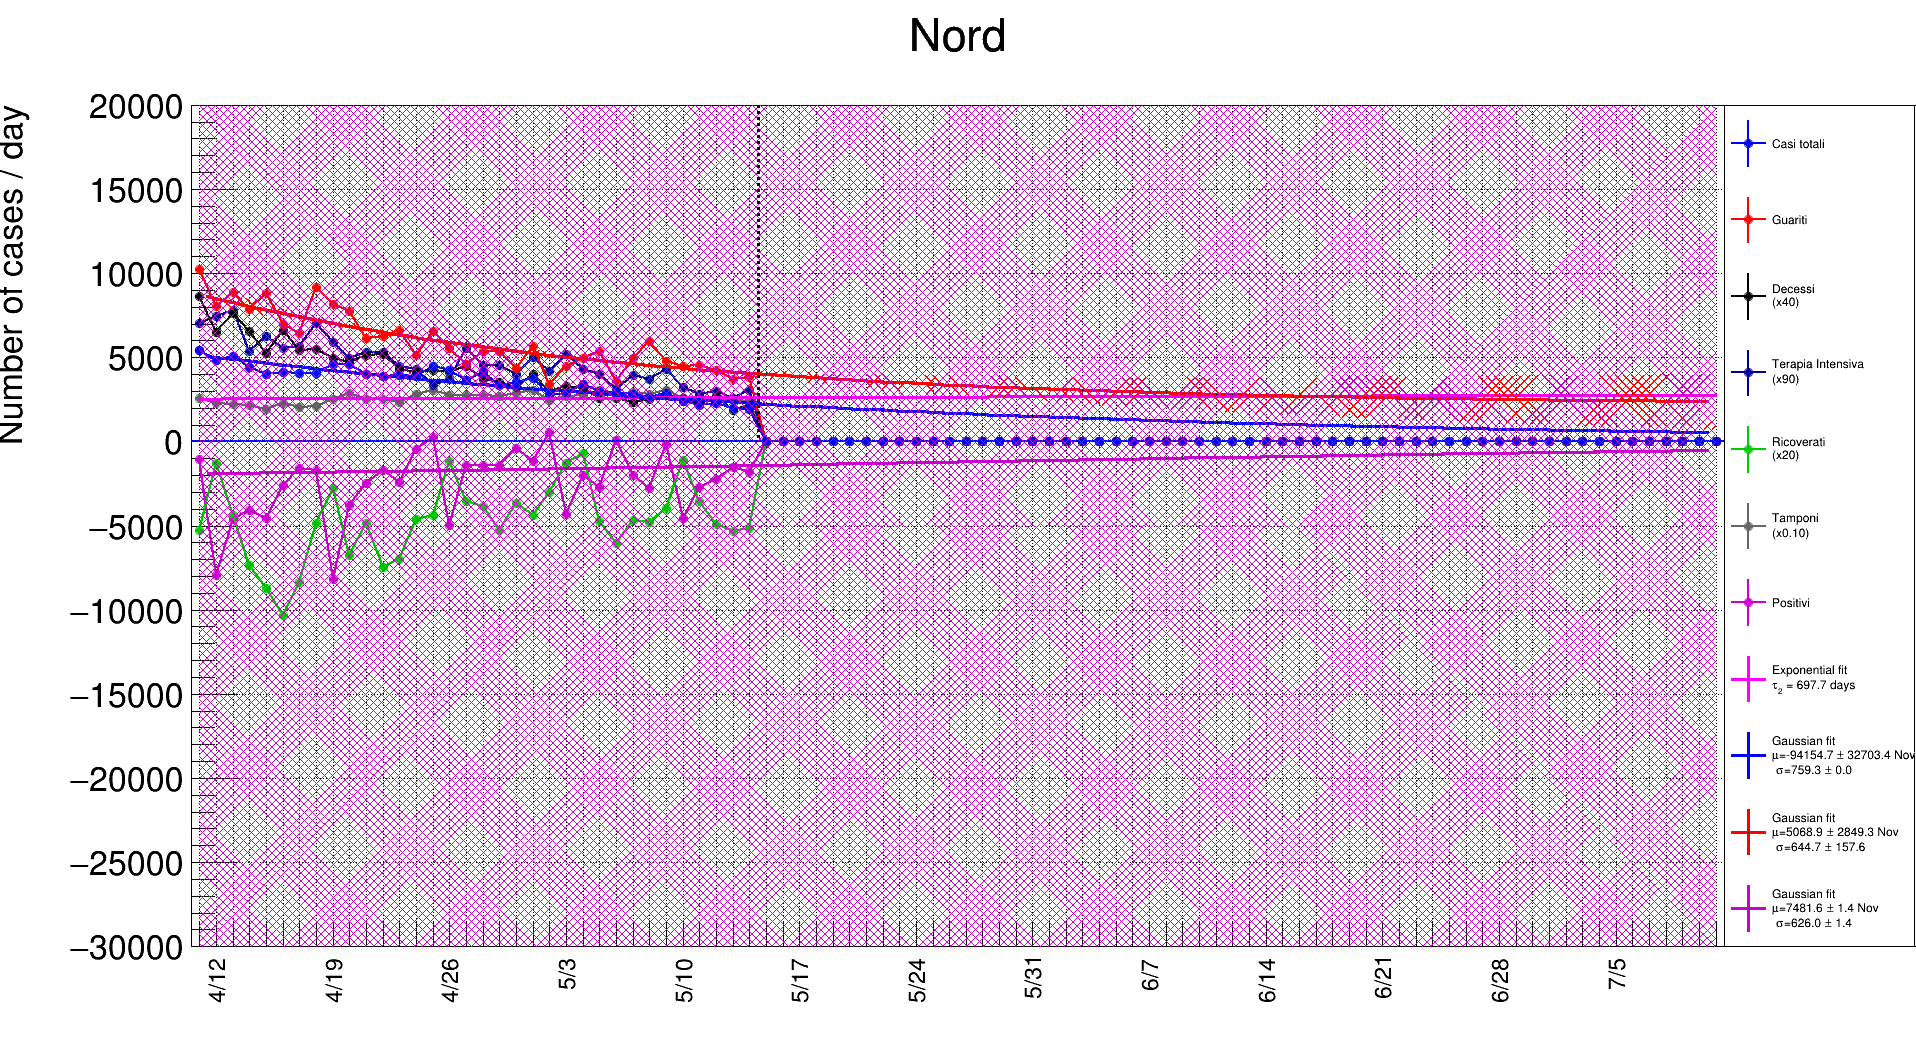 Nord
Number of cases / day
20000
15000
10000
5000
0
−5000
−10000
−15000
−20000
−25000
−30000
4/12
4/19
4/26
5/3
5/10
5/17
5/24
5/31
6/7
6/14
6/21
6/28
7/5
Casi totali
Guariti
Decessi
(x40)
Terapia Intensiva
(x90)
Ricoverati
(x20)
Tamponi
(x0.10)
Positivi
Exponential fit
τ2 = 697.7 days
Gaussian fit
μ=-94154.7 ± 32703.4 Nov
σ=759.3 ± 0.0
Gaussian fit
μ=5068.9 ± 2849.3 Nov
σ=644.7 ± 157.6
Gaussian fit
μ=7481.6 ± 1.4 Nov
σ=626.0 ± 1.4